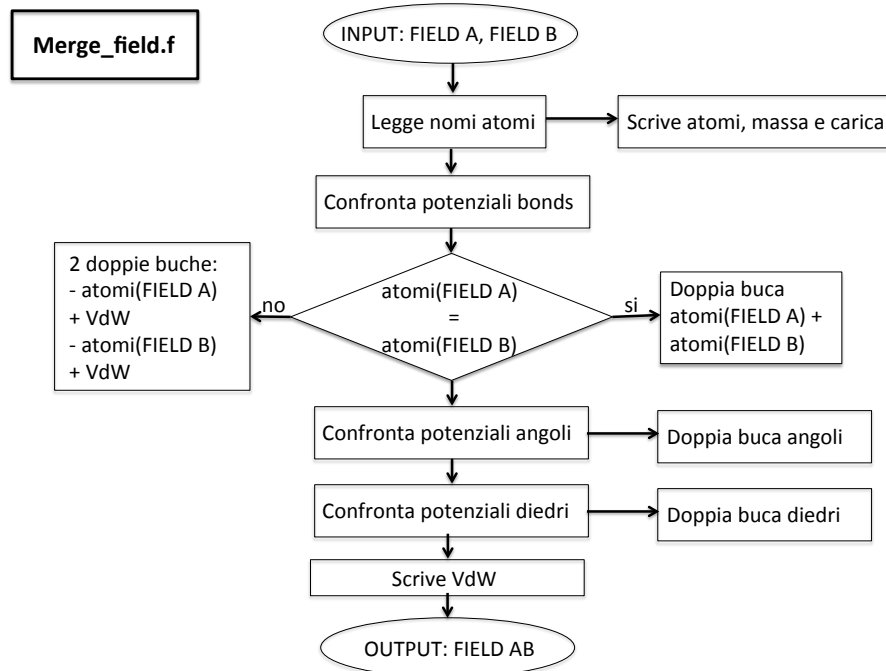 Merge_field.f
INPUT: FIELD A, FIELD B
Legge nomi atomi
Scrive atomi, massa e carica
Confronta potenziali bonds
2 doppie buche:
- atomi(FIELD A)
+ VdW
- atomi(FIELD B)
+ VdW
no
atomi(FIELD A)
=
atomi(FIELD B)
si
Doppia buca
atomi(FIELD A) +
atomi(FIELD B)
Confronta potenziali angoli
Doppia buca angoli
Confronta potenziali diedri
Doppia buca diedri
Scrive VdW
OUTPUT: FIELD AB